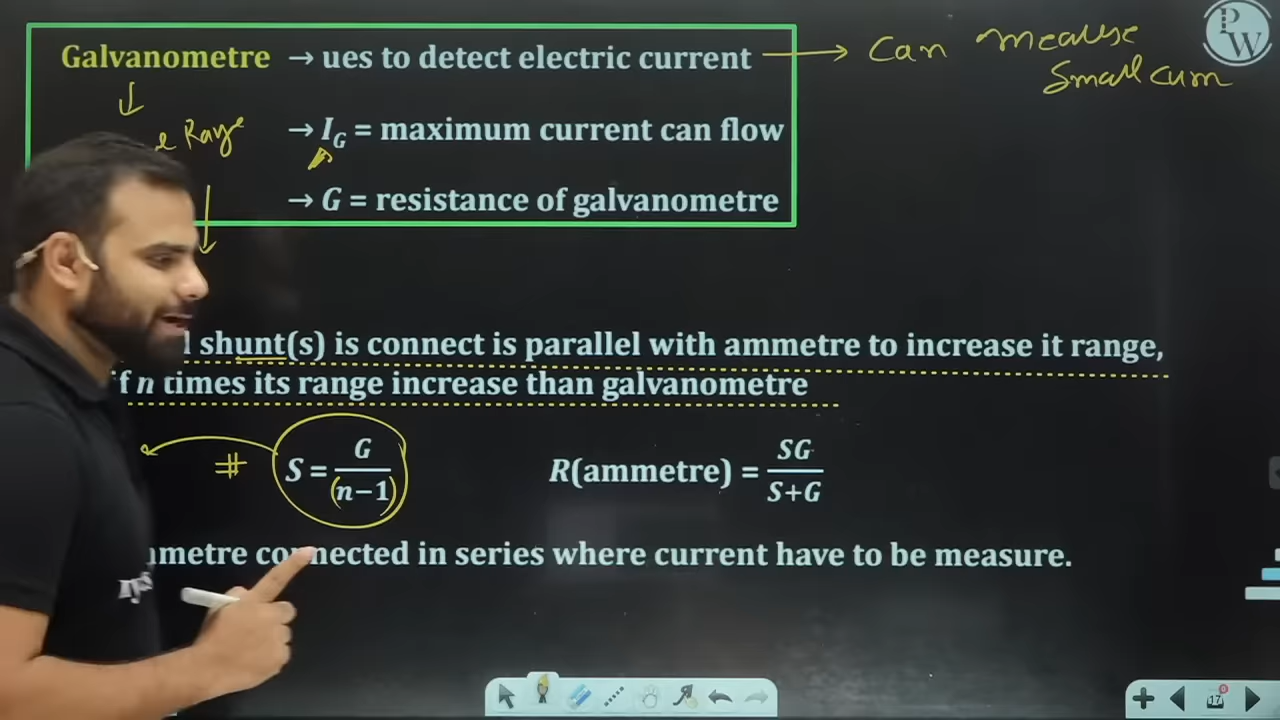 Galvanometre → ues to detect electric current → Can
small curr
Range
→ I_G = maximum current can flow
→ G = resistance of galvanometre
PW
shunt(s) is connect is parallel with ammetre to increase it range,
f n times its range increase than galvanometre
# S = G/(n−1)
R(ammetre) = SG/S+G
mmetre connected in series where current have to be measure.
17